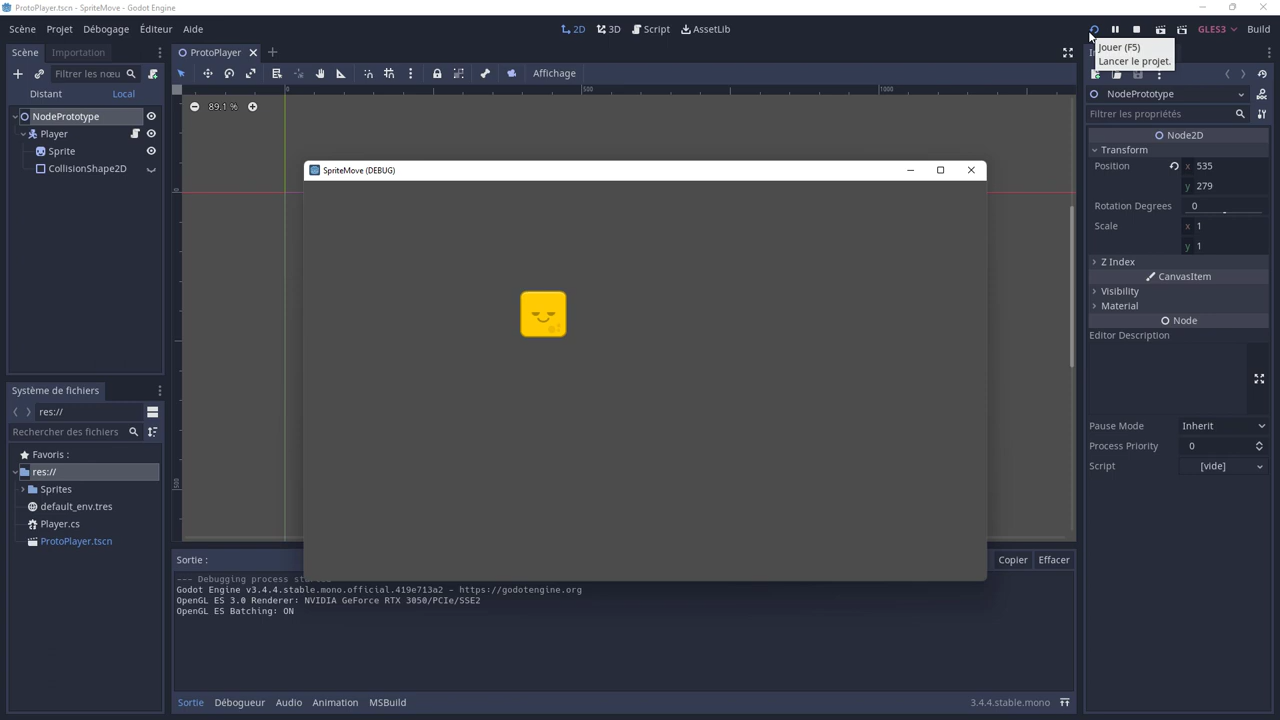 ProtoPlayer.tscn - SpriteMove - Godot Engine
Scène Projet Débogage Éditeur Aide
2D 3D Script AssetLib
GLES3 Build
Jouer (F5)
Lancer le projet.
Scène Importation
Filtrer les nœu
Distant Local
NodePrototype
Player
Sprite
CollisionShape2D
ProtoPlayer
Affichage
89.1 %
0 500 1000
0
500
SpriteMove (DEBUG)
Système de fichiers
res://
Rechercher des fichiers
Favoris :
res://
Sprites
default_env.tres
Player.cs
ProtoPlayer.tscn
Sortie :
Copier Effacer
Godot Engine v3.4.4.stable.mono.official.419e713a2 - https://godotengine.org
OpenGL ES 3.0 Renderer: NVIDIA GeForce RTX 3050/PCIe/SSE2
OpenGL ES Batching: ON
Sortie Débogueur Audio Animation MSBuild
3.4.4.stable.mono
NodePrototype
Filtrer les propriétés
Node2D
Transform
Position x 535
y 279
Rotation Degrees 0
Scale x 1
y 1
Z Index
CanvasItem
Visibility
Material
Node
Editor Description
Pause Mode Inherit
Process Priority 0
Script [vide]